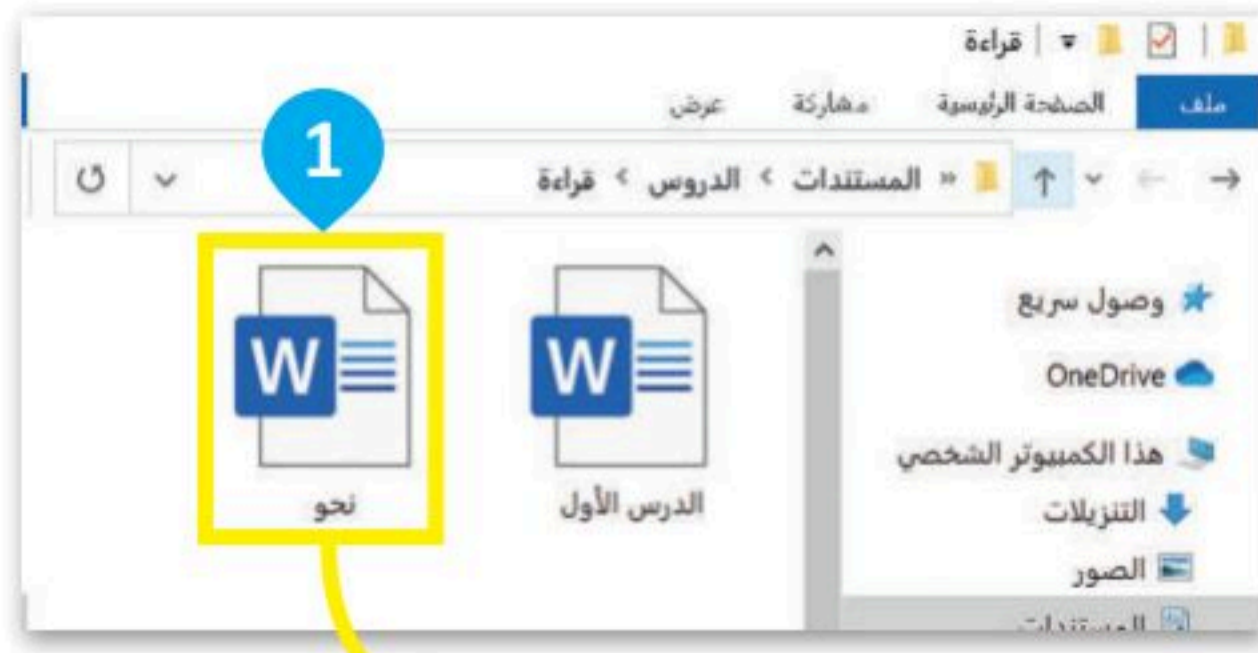 قراءة
ملف الصفحة الرئيسية مشاركة عرض
« المستندات › الدروس › قراءة
1
وصول سريع
OneDrive
هذا الكمبيوتر الشخصي
التنزيلات
الصور
المستندات
W
الدرس الأول
W
نحو